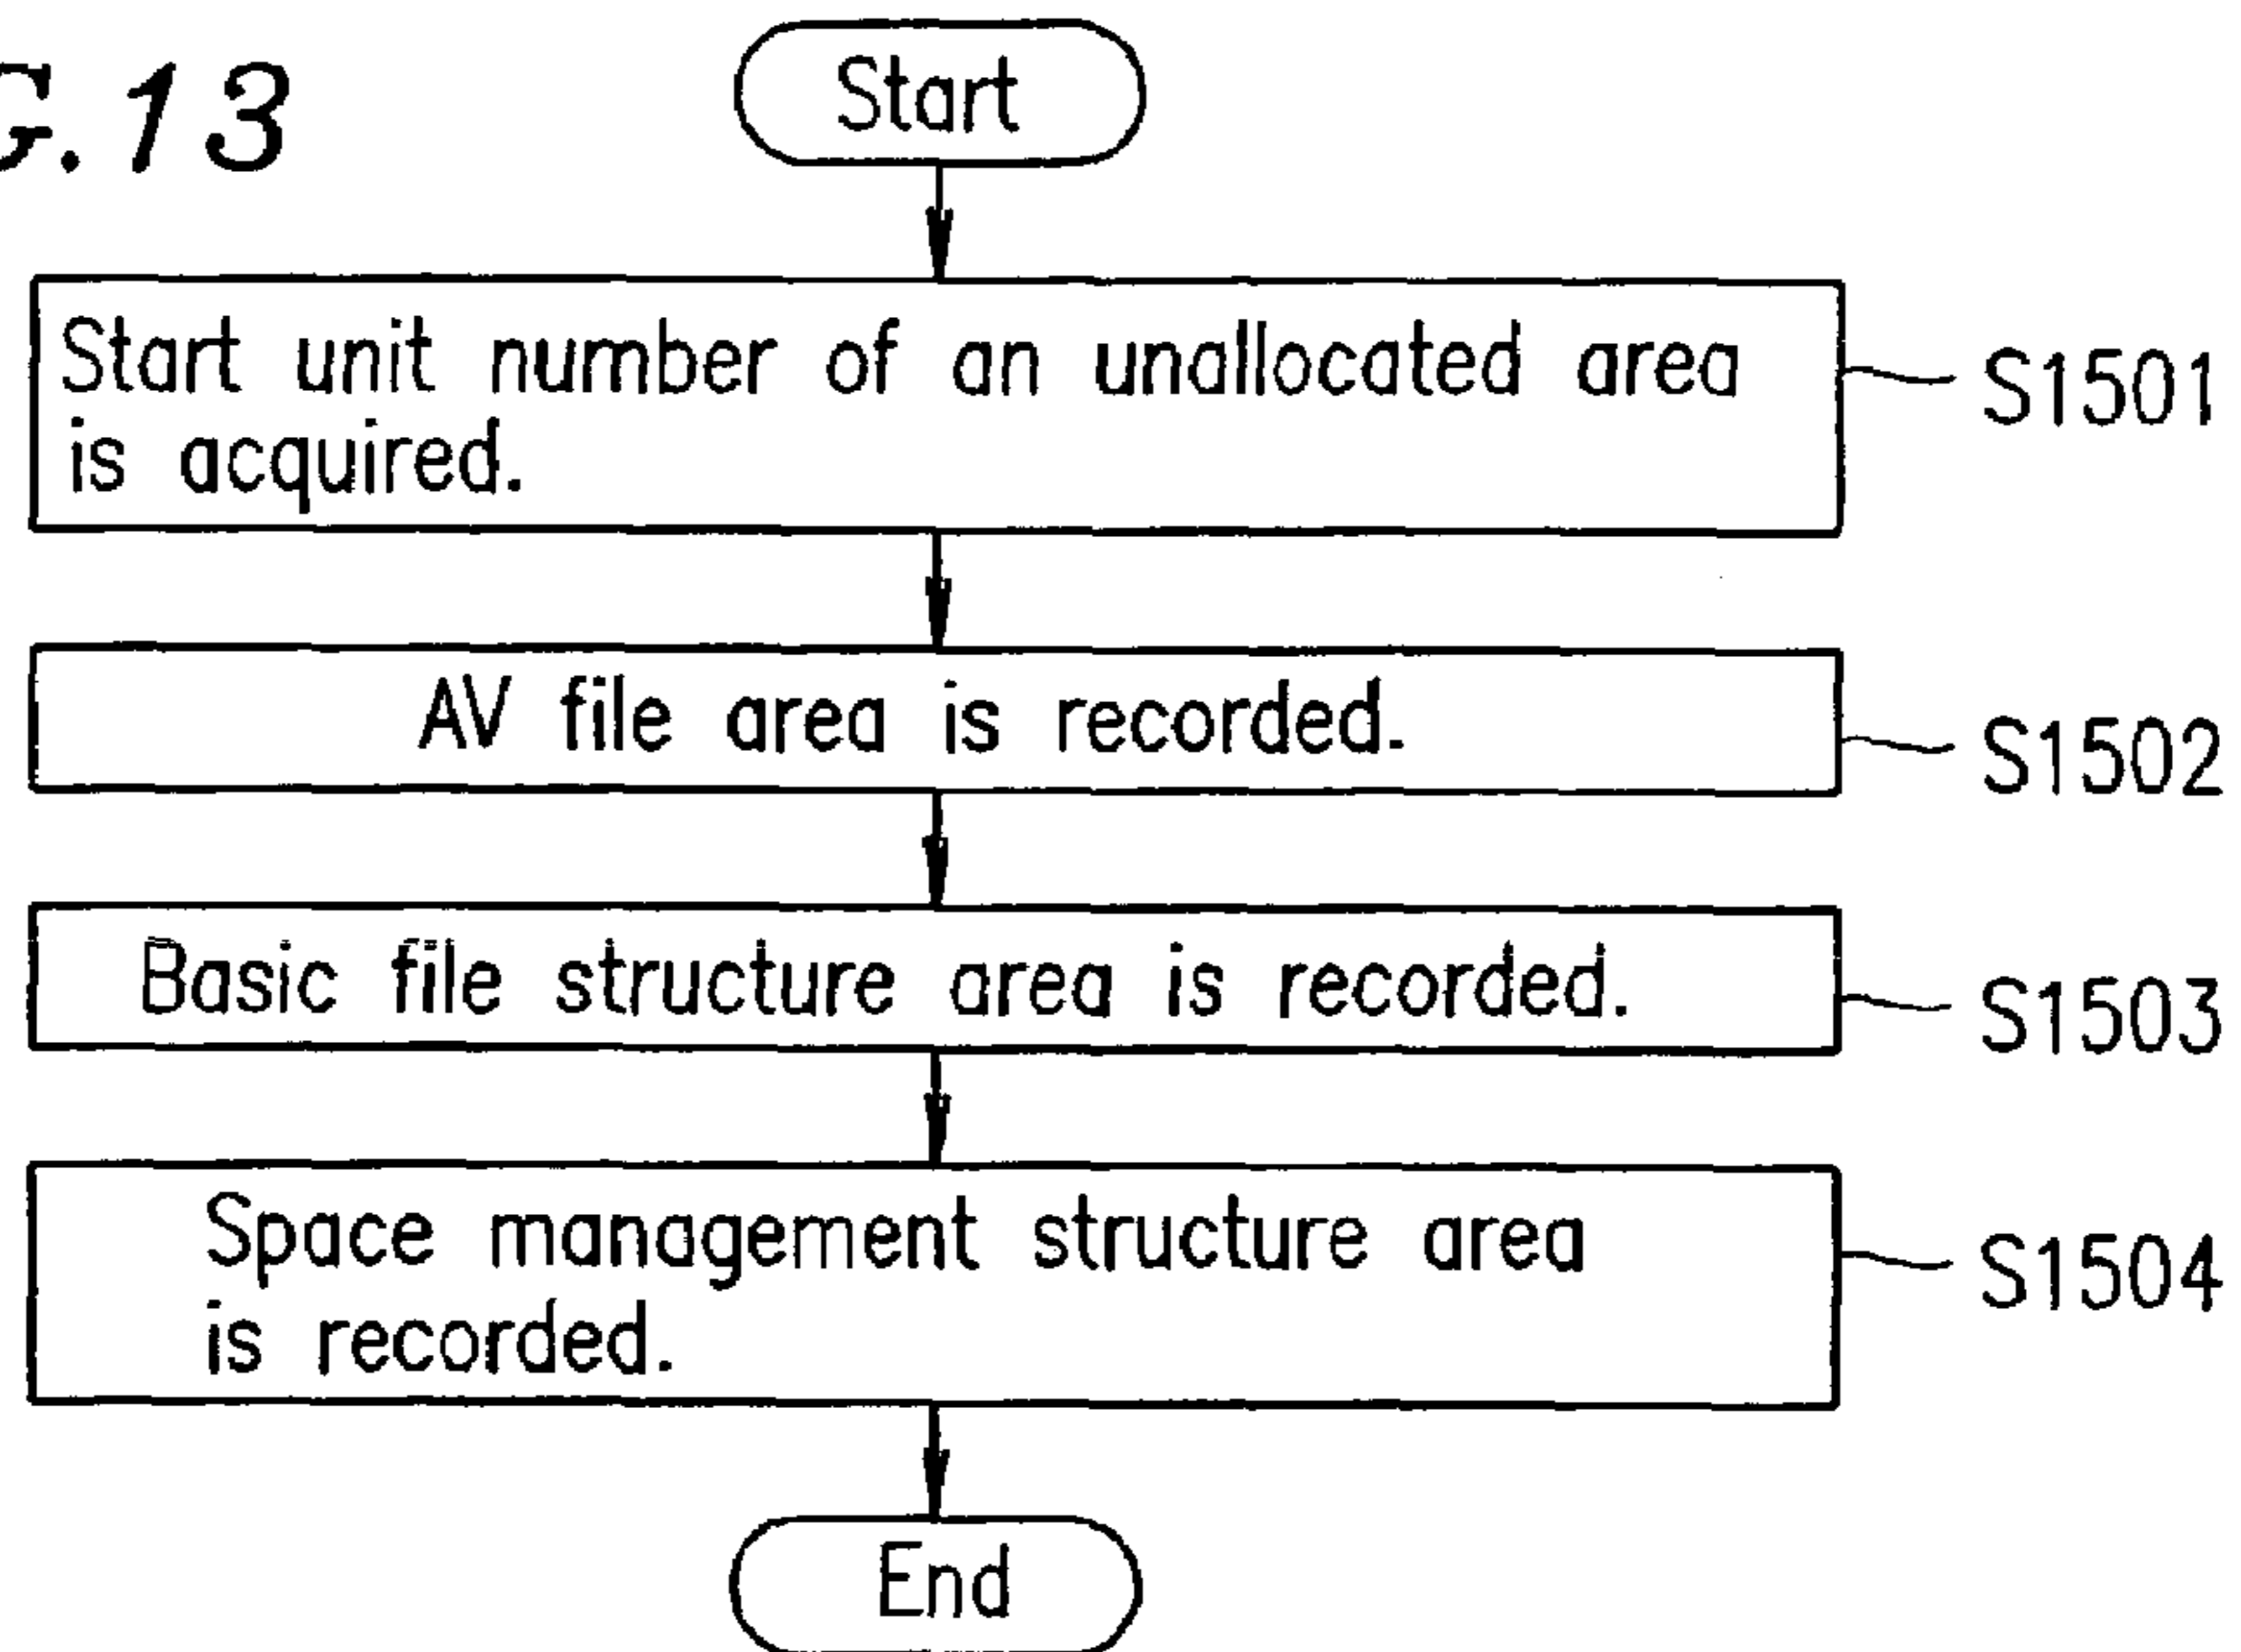 G.13
Start
Start unit number of an unallocated area
is acquired.
S1501
AV file area is recorded.
S1502
Basic file structure area is recorded.
S1503
Space management structure area
is recorded.
S1504
End